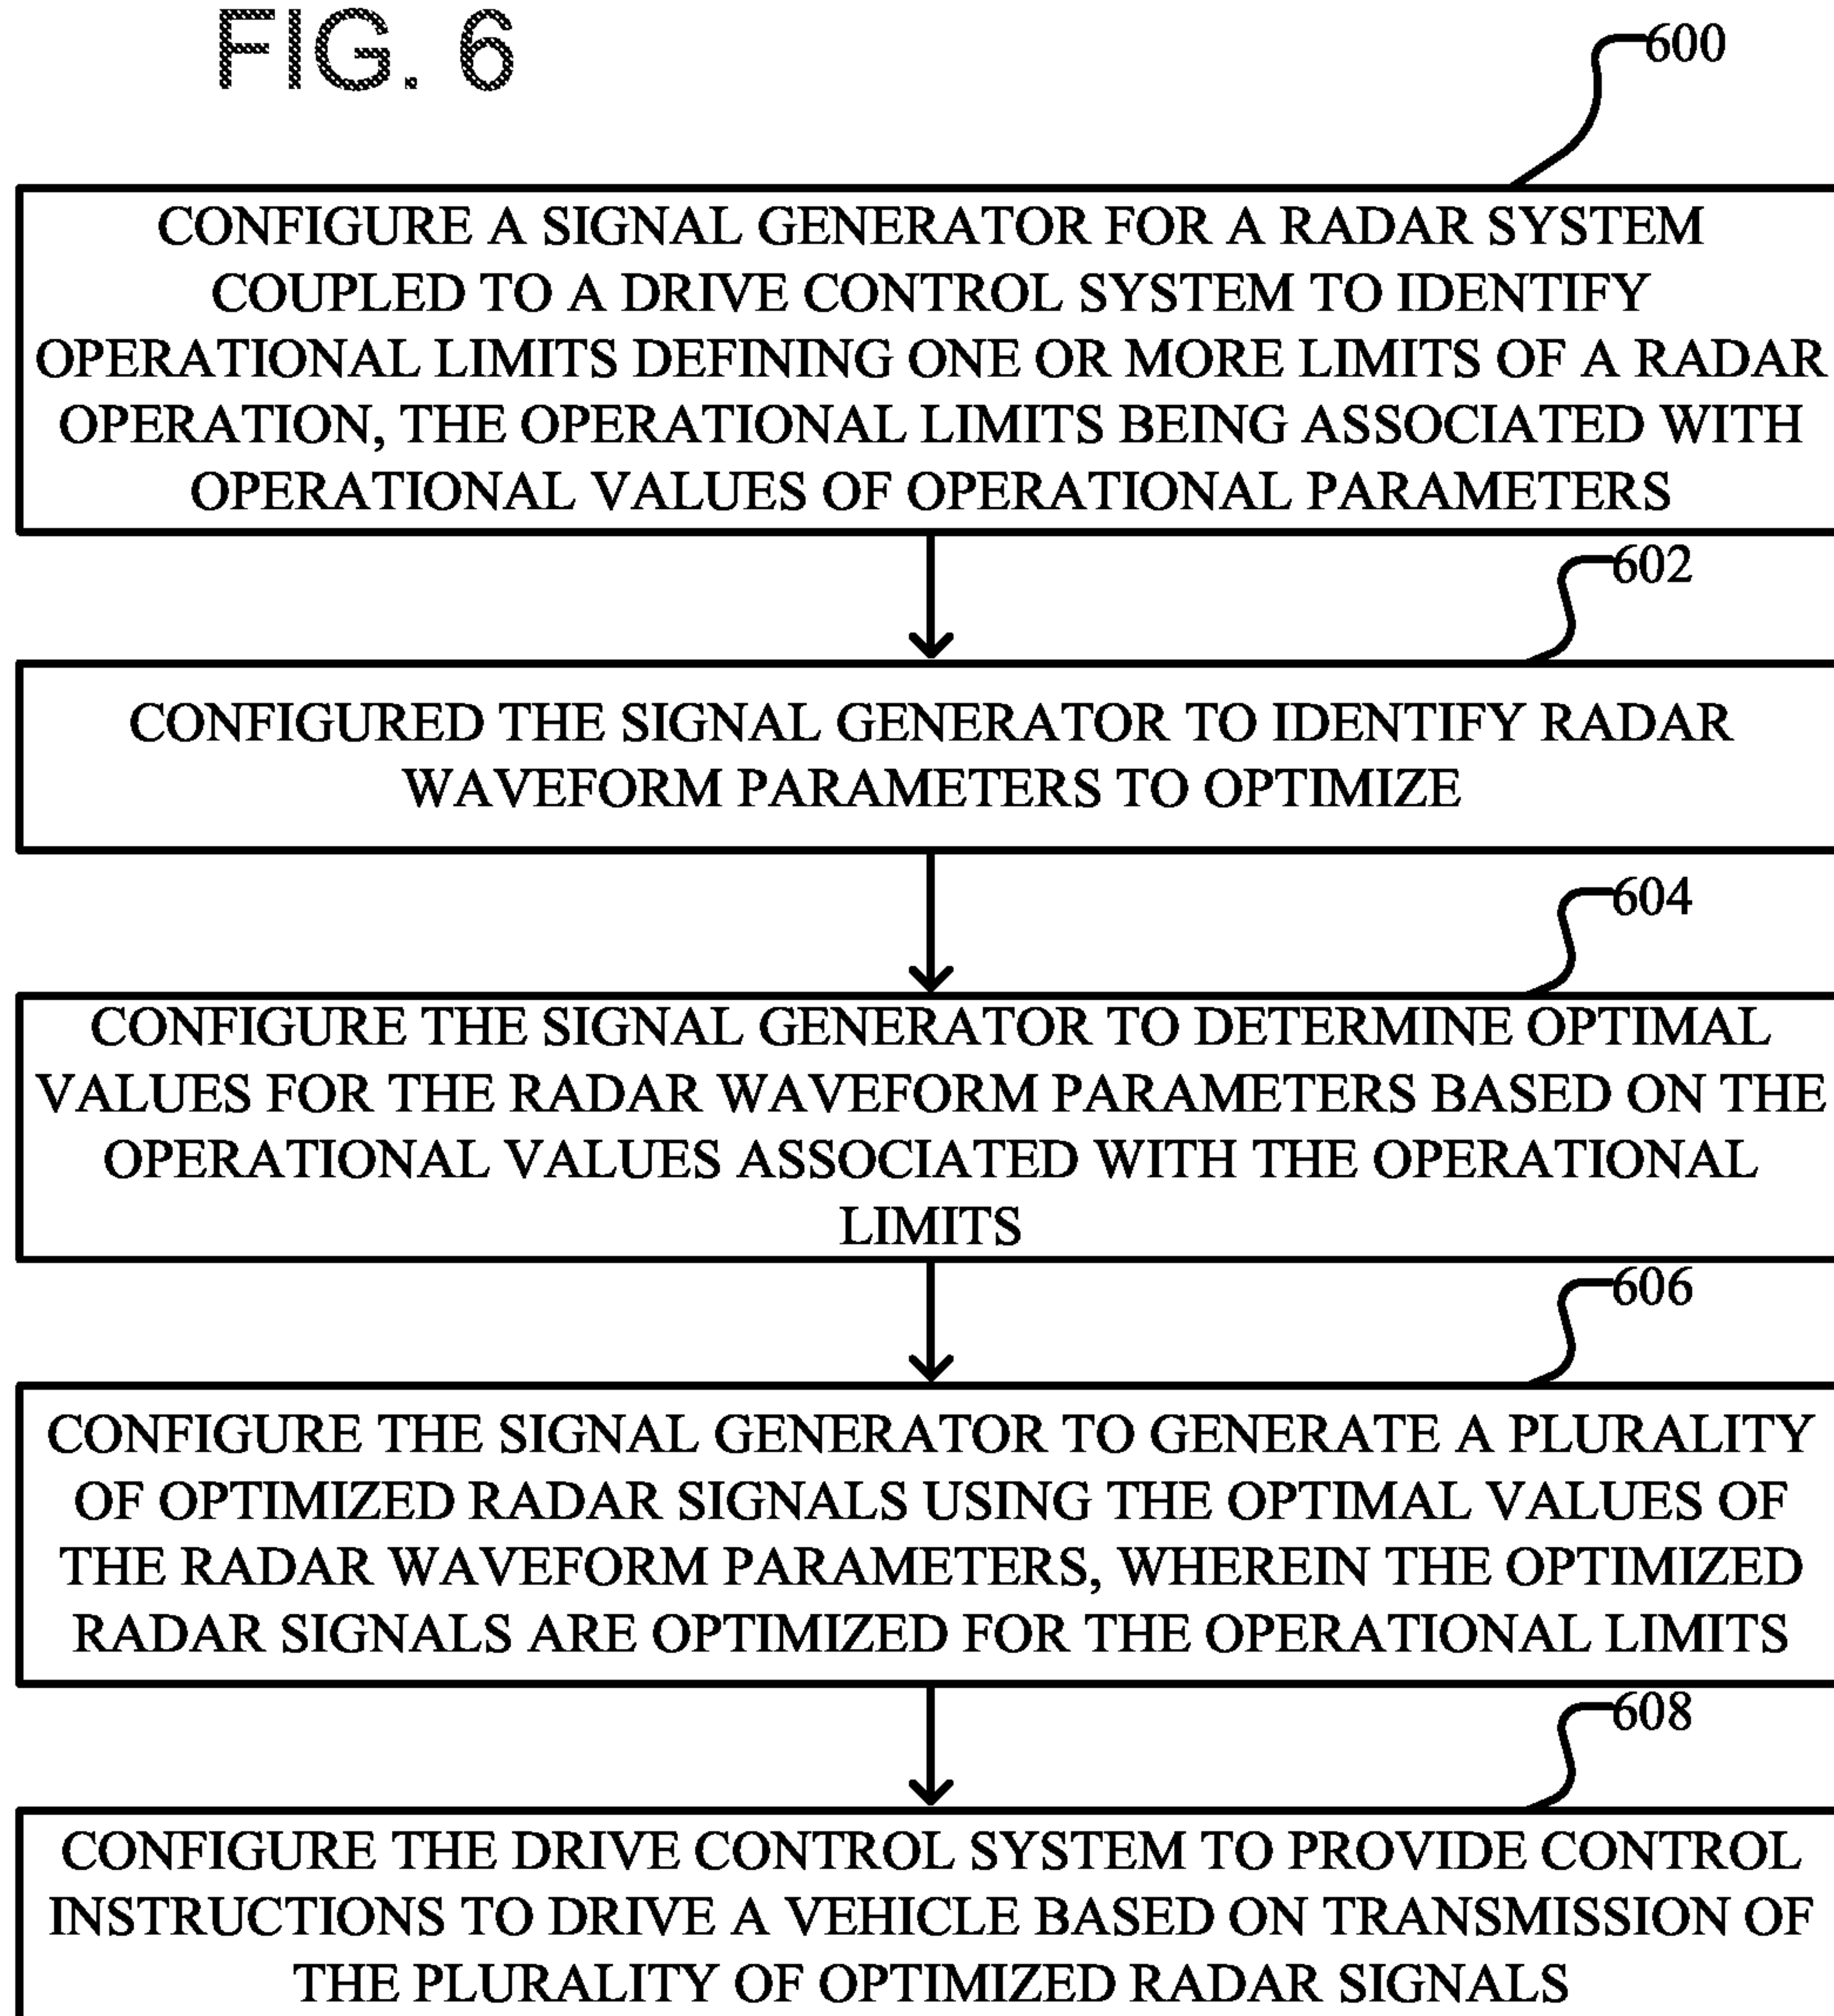 FIG. 6
600
CONFIGURE A SIGNAL GENERATOR FOR A RADAR SYSTEM
COUPLED TO A DRIVE CONTROL SYSTEM TO IDENTIFY
OPERATIONAL LIMITS DEFINING ONE OR MORE LIMITS OF A RADAR
OPERATION, THE OPERATIONAL LIMITS BEING ASSOCIATED WITH
OPERATIONAL VALUES OF OPERATIONAL PARAMETERS
602
CONFIGURED THE SIGNAL GENERATOR TO IDENTIFY RADAR
WAVEFORM PARAMETERS TO OPTIMIZE
604
CONFIGURE THE SIGNAL GENERATOR TO DETERMINE OPTIMAL
VALUES FOR THE RADAR WAVEFORM PARAMETERS BASED ON THE
OPERATIONAL VALUES ASSOCIATED WITH THE OPERATIONAL
LIMITS
606
CONFIGURE THE SIGNAL GENERATOR TO GENERATE A PLURALITY
OF OPTIMIZED RADAR SIGNALS USING THE OPTIMAL VALUES OF
THE RADAR WAVEFORM PARAMETERS, WHEREIN THE OPTIMIZED
RADAR SIGNALS ARE OPTIMIZED FOR THE OPERATIONAL LIMITS
608
CONFIGURE THE DRIVE CONTROL SYSTEM TO PROVIDE CONTROL
INSTRUCTIONS TO DRIVE A VEHICLE BASED ON TRANSMISSION OF
THE PLURALITY OF OPTIMIZED RADAR SIGNALS